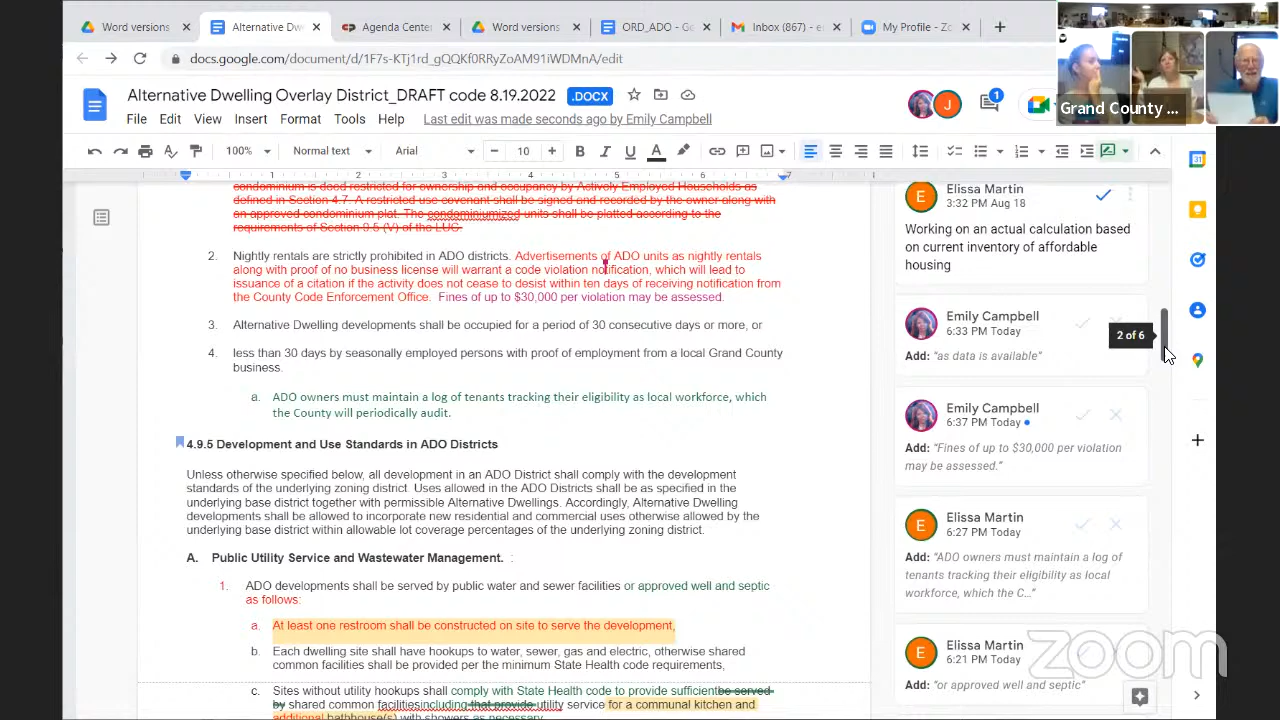 Word versions
Alternative Dwel
AgendaCenter
Word versions
ORD_ADO - Go
Inbox (867) - e
My Profile - Zo
docs.google.com/document/d/1F7s-KTj1rd_gQQKf0RRyZoAM91iWDMnA/edit
Grand County ...
Alternative Dwelling Overlay District_DRAFT code 8.19.2022
.DOCX
1
J
File Edit View Insert Format Tools Help
Last edit was made seconds ago by Emily Campbell
100% Normal text Arial 10 B I U A
1 2 3 4 5 6 7
condominium is deed restricted for ownership and occupancy by Actively Employed Households as
defined in Section 4.7. A restricted use covenant shall be signed and recorded by the owner along with
an approved condominium plat. The condominiumized units shall be platted according to the
requirements of Section 9.5 (V) of the LUC.
2. Nightly rentals are strictly prohibited in ADO districts. Advertisements of ADO units as nightly rentals
along with proof of no business license will warrant a code violation notification, which will lead to
issuance of a citation if the activity does not cease to desist within ten days of receiving notification from
the County Code Enforcement Office. Fines of up to $30,000 per violation may be assessed.
3. Alternative Dwelling developments shall be occupied for a period of 30 consecutive days or more, or
4. less than 30 days by seasonally employed persons with proof of employment from a local Grand County
business.
a. ADO owners must maintain a log of tenants tracking their eligibility as local workforce, which
the County will periodically audit.
4.9.5 Development and Use Standards in ADO Districts
Unless otherwise specified below, all development in an ADO District shall comply with the development
standards of the underlying zoning district. Uses allowed in the ADO Districts shall be as specified in the
underlying base district together with permissible Alternative Dwellings. Accordingly, Alternative Dwelling
developments shall be allowed to incorporate new residential and commercial uses otherwise allowed by the
underlying base district within allowable lot coverage percentages of the underlying zoning district.
A. Public Utility Service and Wastewater Management. :
1. ADO developments shall be served by public water and sewer facilities or approved well and septic
as follows:
a. At least one restroom shall be constructed on site to serve the development,
b. Each dwelling site shall have hookups to water, sewer, gas and electric, otherwise shared
common facilities shall be provided per the minimum State Health code requirements,
c. Sites without utility hookups shall comply with State Health code to provide sufficientbe served
by shared common facilitiesincluding that provide utility service for a communal kitchen and
additional bathhouse(s) with showers as necessary
E
Elissa Martin
3:32 PM Aug 18
Working on an actual calculation based
on current inventory of affordable
housing
Emily Campbell
6:33 PM Today
Add: "as data is available"
2 of 6
Emily Campbell
6:37 PM Today
Add: "Fines of up to $30,000 per violation
may be assessed."
E
Elissa Martin
6:27 PM Today
Add: "ADO owners must maintain a log of
tenants tracking their eligibility as local
workforce, which the C..."
E
Elissa Martin
6:21 PM Today
Add: "or approved well and septic"
31
zoom